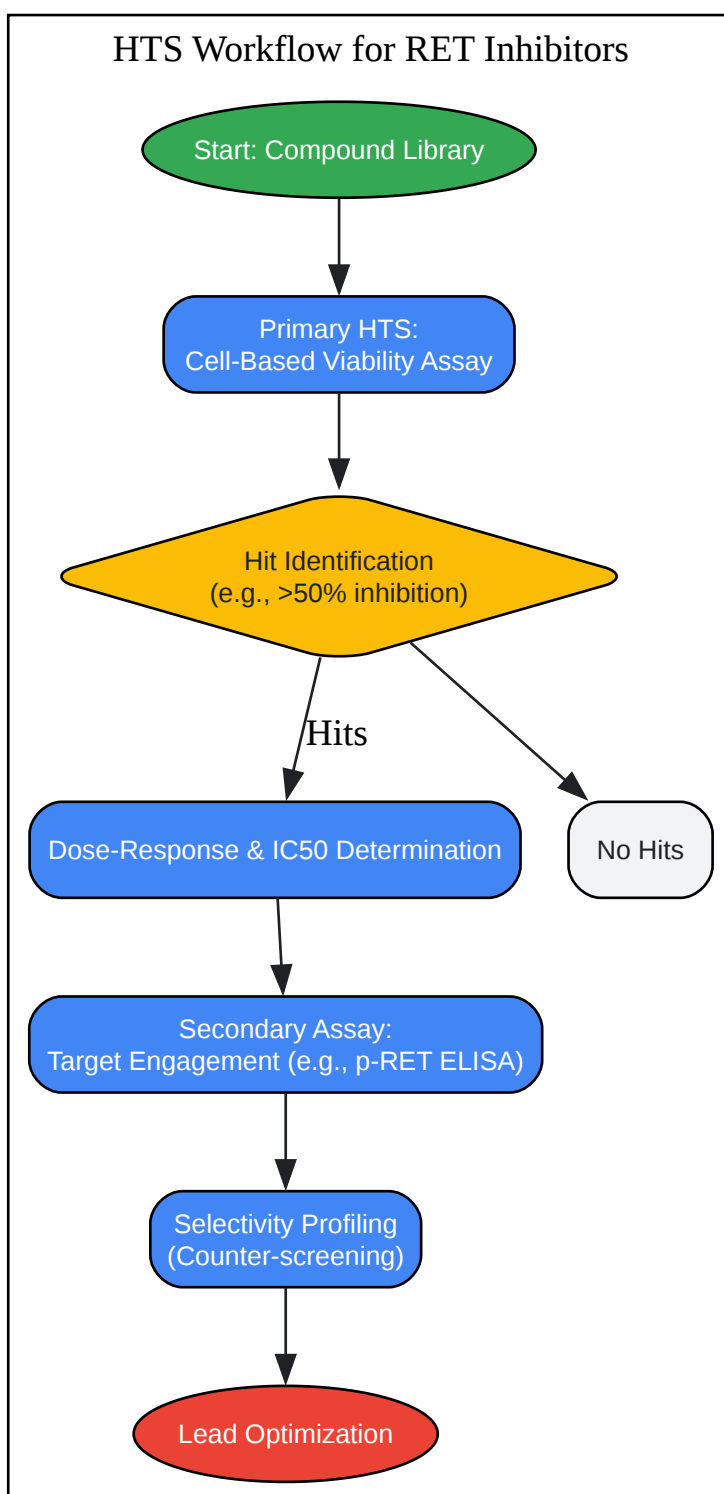 HTS Workflow for RET Inhibitors
Start: Compound Library
Primary HTS:
Cell-Based Viability Assay
Hit Identification
(e.g., >50% inhibition)
Hits
Dose-Response & IC50 Determination
No Hits
Secondary Assay:
Target Engagement (e.g., p-RET ELISA)
Selectivity Profiling
(Counter-screening)
Lead Optimization